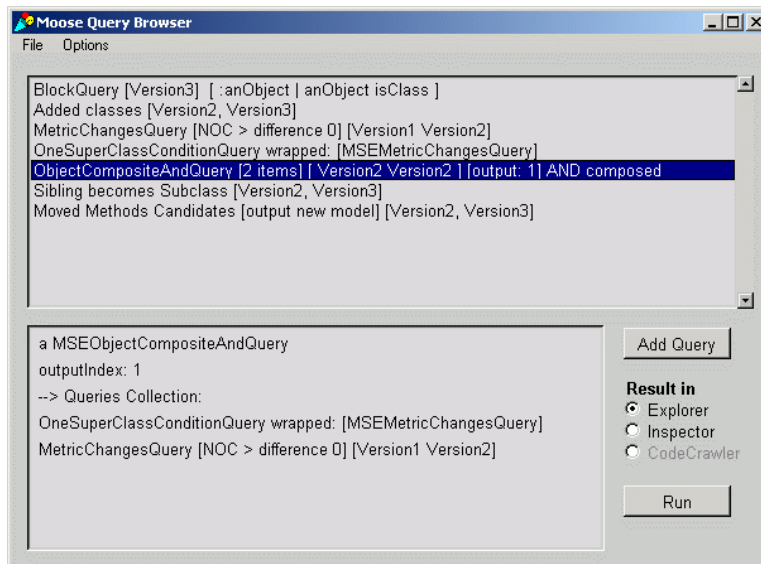 Moose Query Browser
File Options
BlockQuery [Version3] [ :anObject | anObject isClass ]
Added classes [Version2, Version3]
MetricChangesQuery [NOC > difference 0] [Version1 Version2]
OneSuperClassConditionQuery wrapped: [MSEMetricChangesQuery]
ObjectCompositeAndQuery [2 items] [ Version2 Version2 ] [output: 1] AND composed
Sibling becomes Subclass [Version2, Version3]
Moved Methods Candidates [output new model] [Version2, Version3]
a MSEObjectCompositeAndQuery
outputIndex: 1
--> Queries Collection:
OneSuperClassConditionQuery wrapped: [MSEMetricChangesQuery]
MetricChangesQuery [NOC > difference 0] [Version1 Version2]
Add Query
Result in
Explorer
Inspector
CodeCrawler
Run